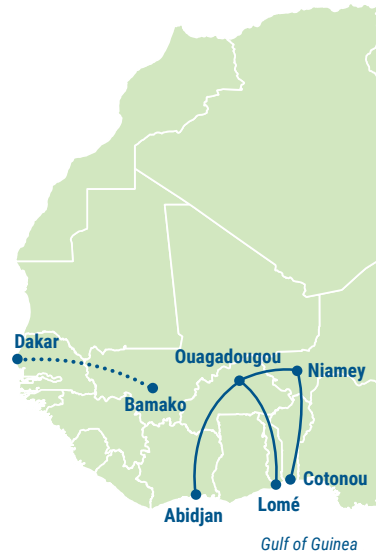 Dakar
Ouagadougou
Niamey
Bamako
Cotonou
Lomé
Abidjan
Gulf of Guinea